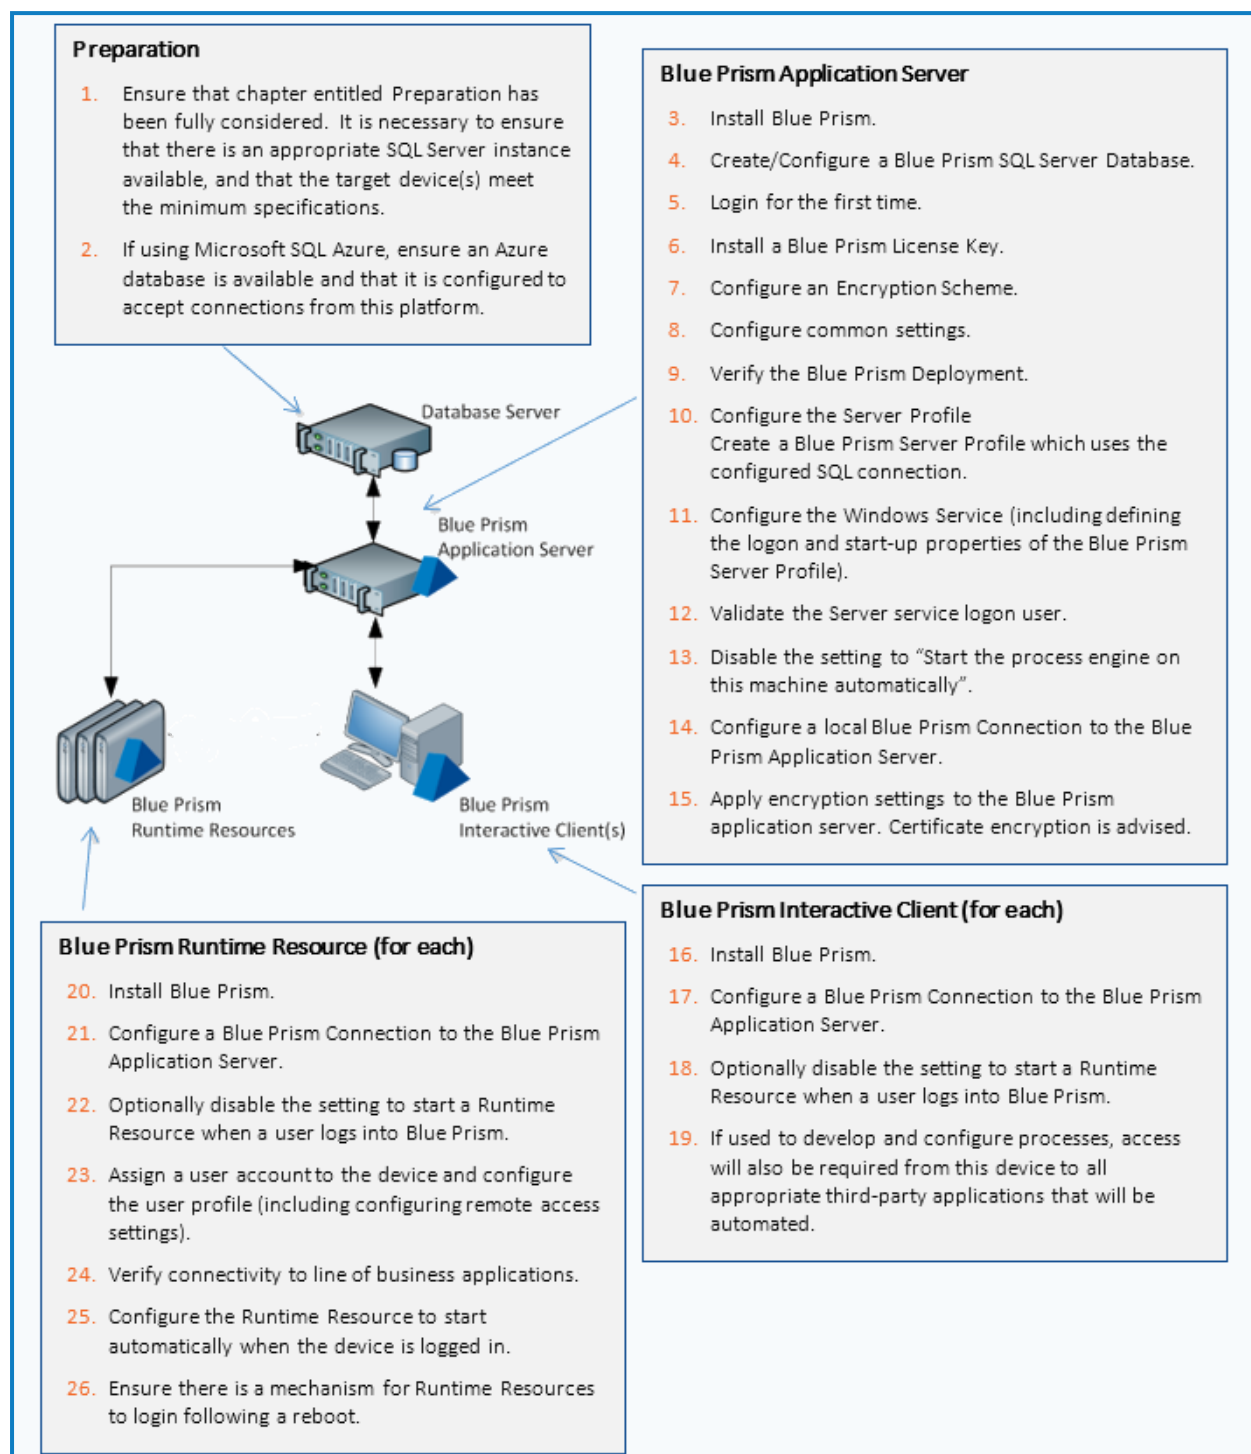 Preparation
1. Ensure that chapter entitled Preparation has
been fully considered. It is necessary to ensure
that there is an appropriate SQL Server instance
available, and that the target device(s) meet
the minimum specifications.
2. If using Microsoft SQL Azure, ensure an Azure
database is available and that it is configured to
accept connections from this platform.
Blue Prism Application Server
3. Install Blue Prism.
4. Create/Configure a Blue Prism SQL Server Database.
5. Login for the first time.
6. Install a Blue Prism License Key.
7. Configure an Encryption Scheme.
8. Configure common settings.
9. Verify the Blue Prism Deployment.
10. Configure the Server Profile
Create a Blue Prism Server Profile which uses the
configured SQL connection.
11. Configure the Windows Service (including defining
the logon and start-up properties of the Blue Prism
Server Profile).
12. Validate the Server service logon user.
13. Disable the setting to “Start the process engine on
this machine automatically”.
14. Configure a local Blue Prism Connection to the Blue
Prism Application Server.
15. Apply encryption settings to the Blue Prism
application server. Certificate encryption is advised.
Database Server
Blue Prism
Application Server
Blue Prism
Runtime Resources
Blue Prism
Interactive Client(s)
Blue Prism Interactive Client (for each)
16. Install Blue Prism.
17. Configure a Blue Prism Connection to the Blue Prism
Application Server.
18. Optionally disable the setting to start a Runtime
Resource when a user logs into Blue Prism.
19. If used to develop and configure processes, access
will also be required from this device to all
appropriate third-party applications that will be
automated.
Blue Prism Runtime Resource (for each)
20. Install Blue Prism.
21. Configure a Blue Prism Connection to the Blue Prism
Application Server.
22. Optionally disable the setting to start a Runtime
Resource when a user logs into Blue Prism.
23. Assign a user account to the device and configure
the user profile (including configuring remote access
settings).
24. Verify connectivity to line of business applications.
25. Configure the Runtime Resource to start
automatically when the device is logged in.
26. Ensure there is a mechanism for Runtime Resources
to login following a reboot.